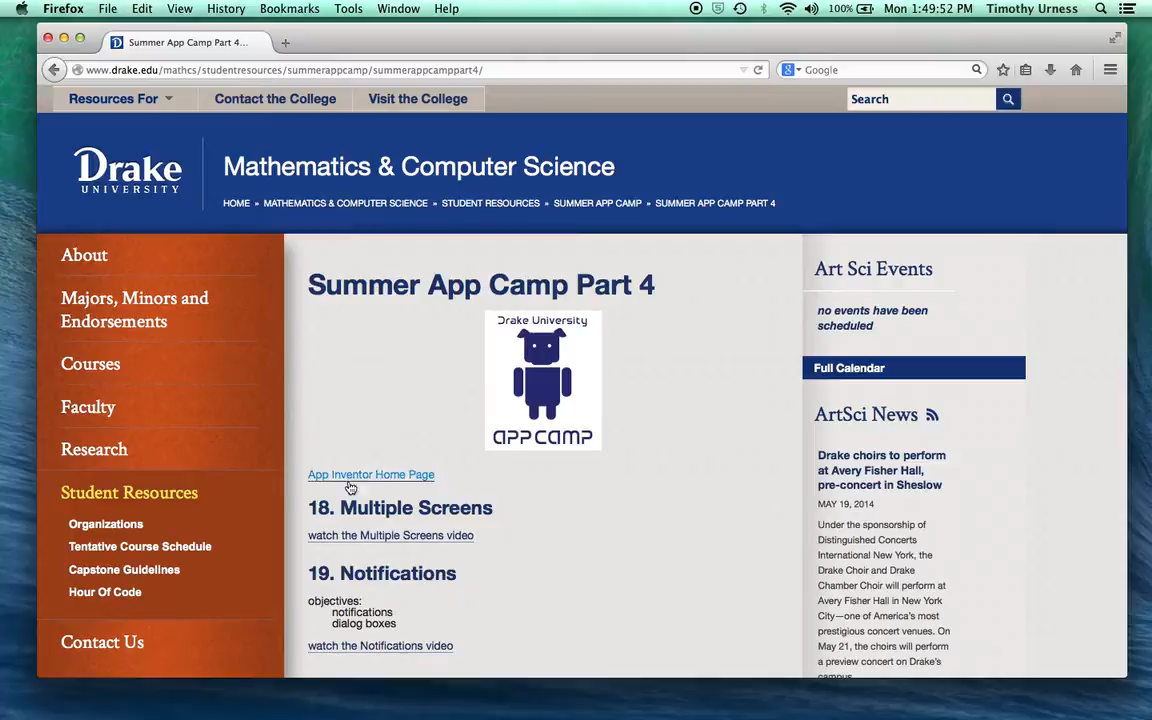 Firefox File Edit View History Bookmarks Tools Window Help 100% Mon 1:49:52 PM Timothy Urness
Summer App Camp Part 4...
www.drake.edu/mathcs/studentresources/summerappcamp/summerappcamppart4/
Google
Resources For
Contact the College
Visit the College
Search
Drake
UNIVERSITY
Mathematics & Computer Science
HOME » MATHEMATICS & COMPUTER SCIENCE » STUDENT RESOURCES » SUMMER APP CAMP » SUMMER APP CAMP PART 4
About
Majors, Minors and
Endorsements
Courses
Faculty
Research
Student Resources
Organizations
Tentative Course Schedule
Capstone Guidelines
Hour Of Code
Contact Us
Summer App Camp Part 4
Drake University
APP CAMP
App Inventor Home Page
18. Multiple Screens
watch the Multiple Screens video
19. Notifications
objectives:
notifications
dialog boxes
watch the Notifications video
Art Sci Events
no events have been
scheduled
Full Calendar
ArtSci News
Drake choirs to perform
at Avery Fisher Hall,
pre-concert in Sheslow
MAY 19, 2014
Under the sponsorship of
Distinguished Concerts
International New York, the
Drake Choir and Drake
Chamber Choir will perform at
Avery Fisher Hall in New York
City—one of America's most
prestigious concert venues. On
May 21, the choirs will perform
a preview concert on Drake's
campus